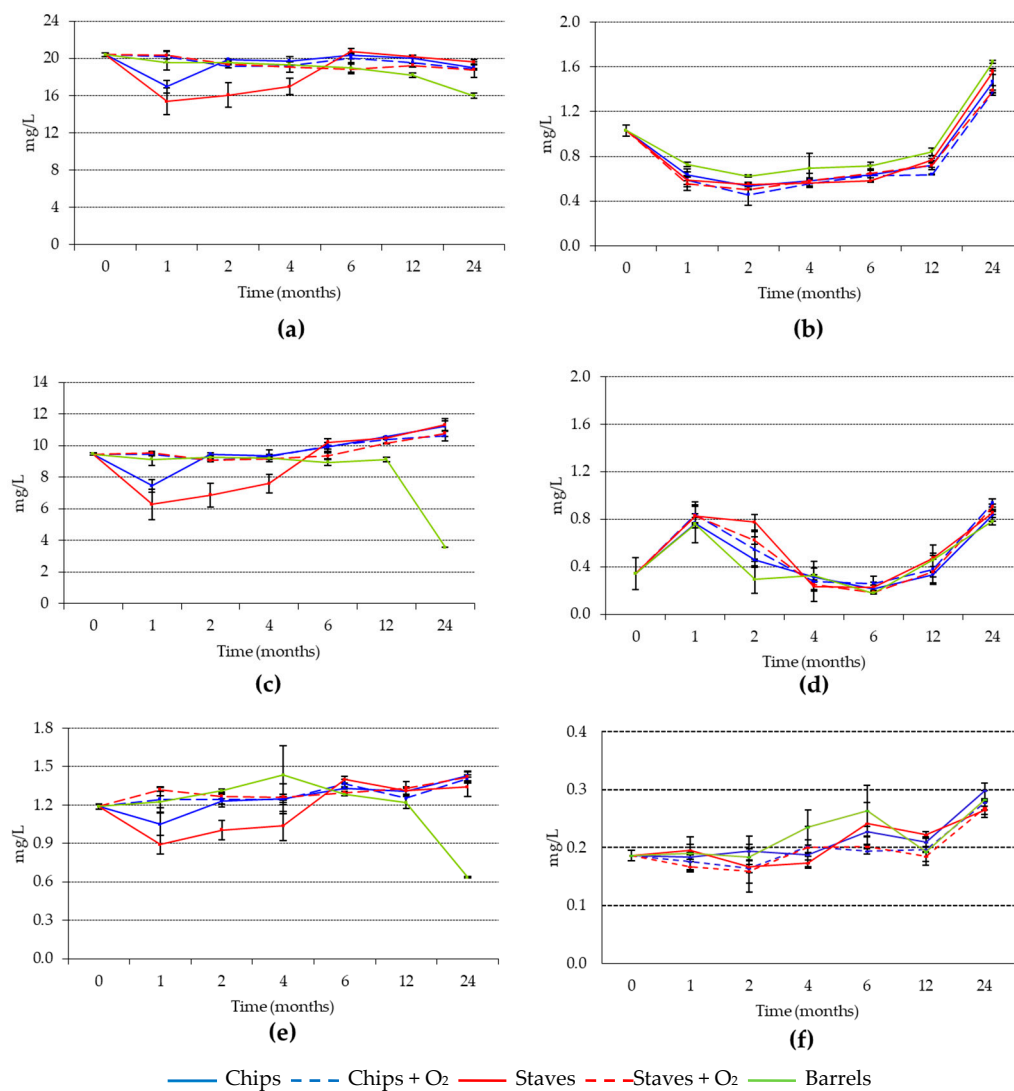 24
20
16
12
8
4
0
mg/L
0 1 2 4 6 12 24
Time (months)
(a)
2.0
1.6
1.2
0.8
0.4
0.0
mg/L
0 1 2 4 6 12 24
Time (months)
(b)
14
12
10
8
6
4
2
0
mg/L
0 1 2 4 6 12 24
Time (months)
(c)
2.0
1.6
1.2
0.8
0.4
0.0
mg/L
0 1 2 4 6 12 24
Time (months)
(d)
1.8
1.5
1.2
0.9
0.6
0.3
0.0
mg/L
0 1 2 4 6 12 24
Time (months)
(e)
0.4
0.3
0.2
0.1
0.0
mg/L
0 1 2 4 6 12 24
Time (months)
(f)
Chips Chips + O₂ Staves Staves + O₂ Barrels